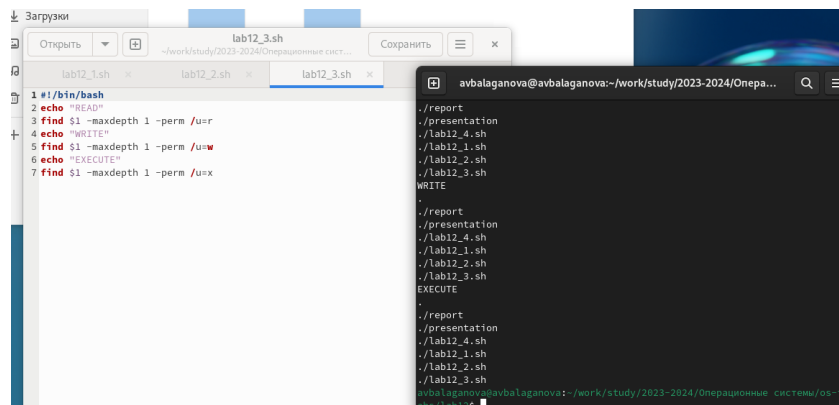 Загрузки
Открыть
lab12_3.sh
~/work/study/2023-2024/Операционные сист...
Сохранить
lab12_1.sh
lab12_2.sh
lab12_3.sh
1 #!/bin/bash
2 echo "READ"
3 find $1 -maxdepth 1 -perm /u=r
4 echo "WRITE"
5 find $1 -maxdepth 1 -perm /u=w
6 echo "EXECUTE"
7 find $1 -maxdepth 1 -perm /u=x
avbalaganova@avbalaganova:~/work/study/2023-2024/Опера...
./report
./presentation
./lab12_4.sh
./lab12_1.sh
./lab12_2.sh
./lab12_3.sh
WRITE
.
./report
./presentation
./lab12_4.sh
./lab12_1.sh
./lab12_2.sh
./lab12_3.sh
EXECUTE
.
./report
./presentation
./lab12_4.sh
./lab12_1.sh
./lab12_2.sh
./lab12_3.sh
avbalaganova@avbalaganova:~/work/study/2023-2024/Операционные системы/os-